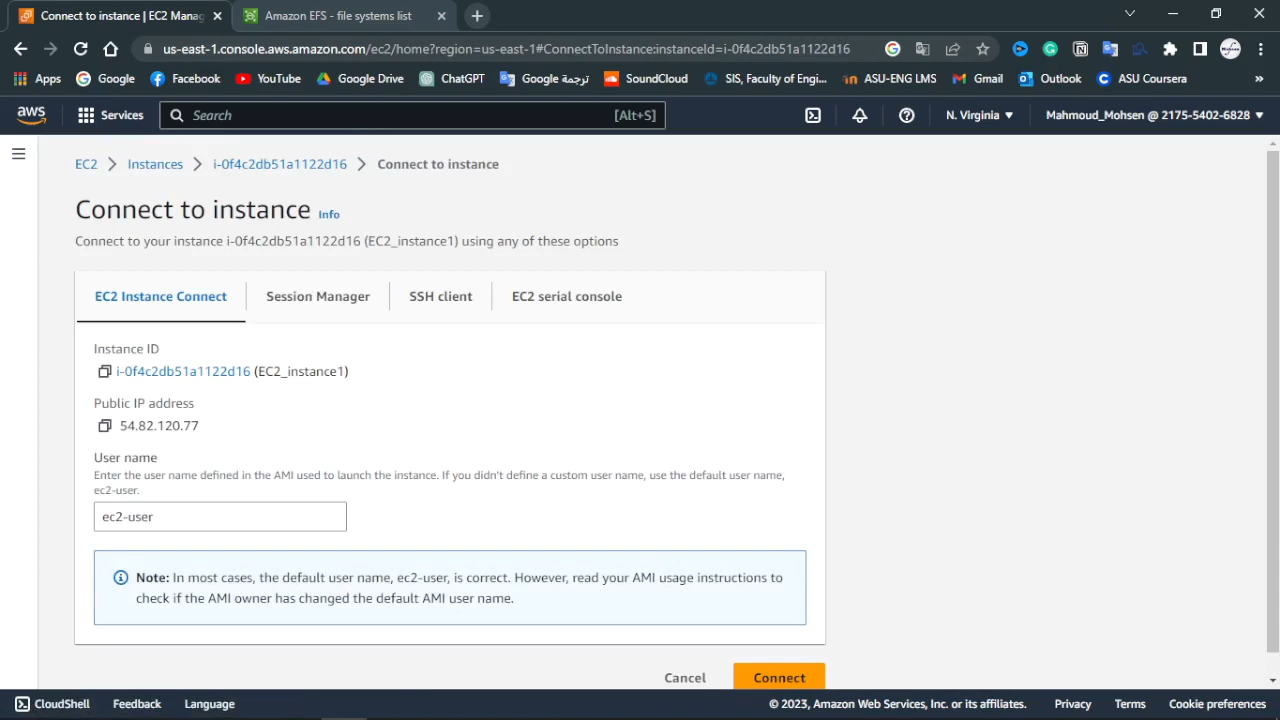 Connect to instance | EC2 Manag
Amazon EFS - file systems list
us-east-1.console.aws.amazon.com/ec2/home?region=us-east-1#ConnectToInstance:instanceId=i-0f4c2db51a1122d16
Apps Google Facebook YouTube Google Drive ChatGPT ترجمة Google SoundCloud SIS, Faculty of Engi... ASU-ENG LMS Gmail Outlook ASU Coursera »
aws Services Search [Alt+S] N. Virginia Mahmoud_Mohsen @ 2175-5402-6828
EC2 Instances i-0f4c2db51a1122d16 Connect to instance
Connect to instance Info
Connect to your instance i-0f4c2db51a1122d16 (EC2_instance1) using any of these options
EC2 Instance Connect Session Manager SSH client EC2 serial console
Instance ID
i-0f4c2db51a1122d16 (EC2_instance1)
Public IP address
54.82.120.77
User name
Enter the user name defined in the AMI used to launch the instance. If you didn't define a custom user name, use the default user name,
ec2-user.
ec2-user
Note: In most cases, the default user name, ec2-user, is correct. However, read your AMI usage instructions to
check if the AMI owner has changed the default AMI user name.
Cancel Connect
CloudShell Feedback Language © 2023, Amazon Web Services, Inc. or its affiliates. Privacy Terms Cookie preferences